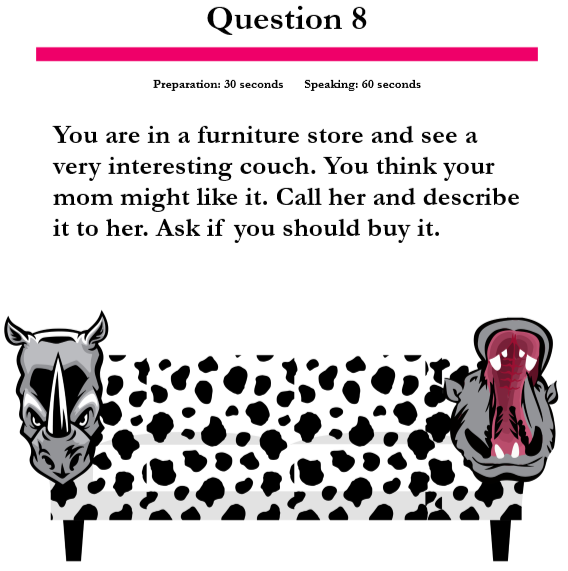 Question 8
Preparation: 30 seconds Speaking: 60 seconds
You are in a furniture store and see a
very interesting couch. You think your
mom might like it. Call her and describe
it to her. Ask if you should buy it.